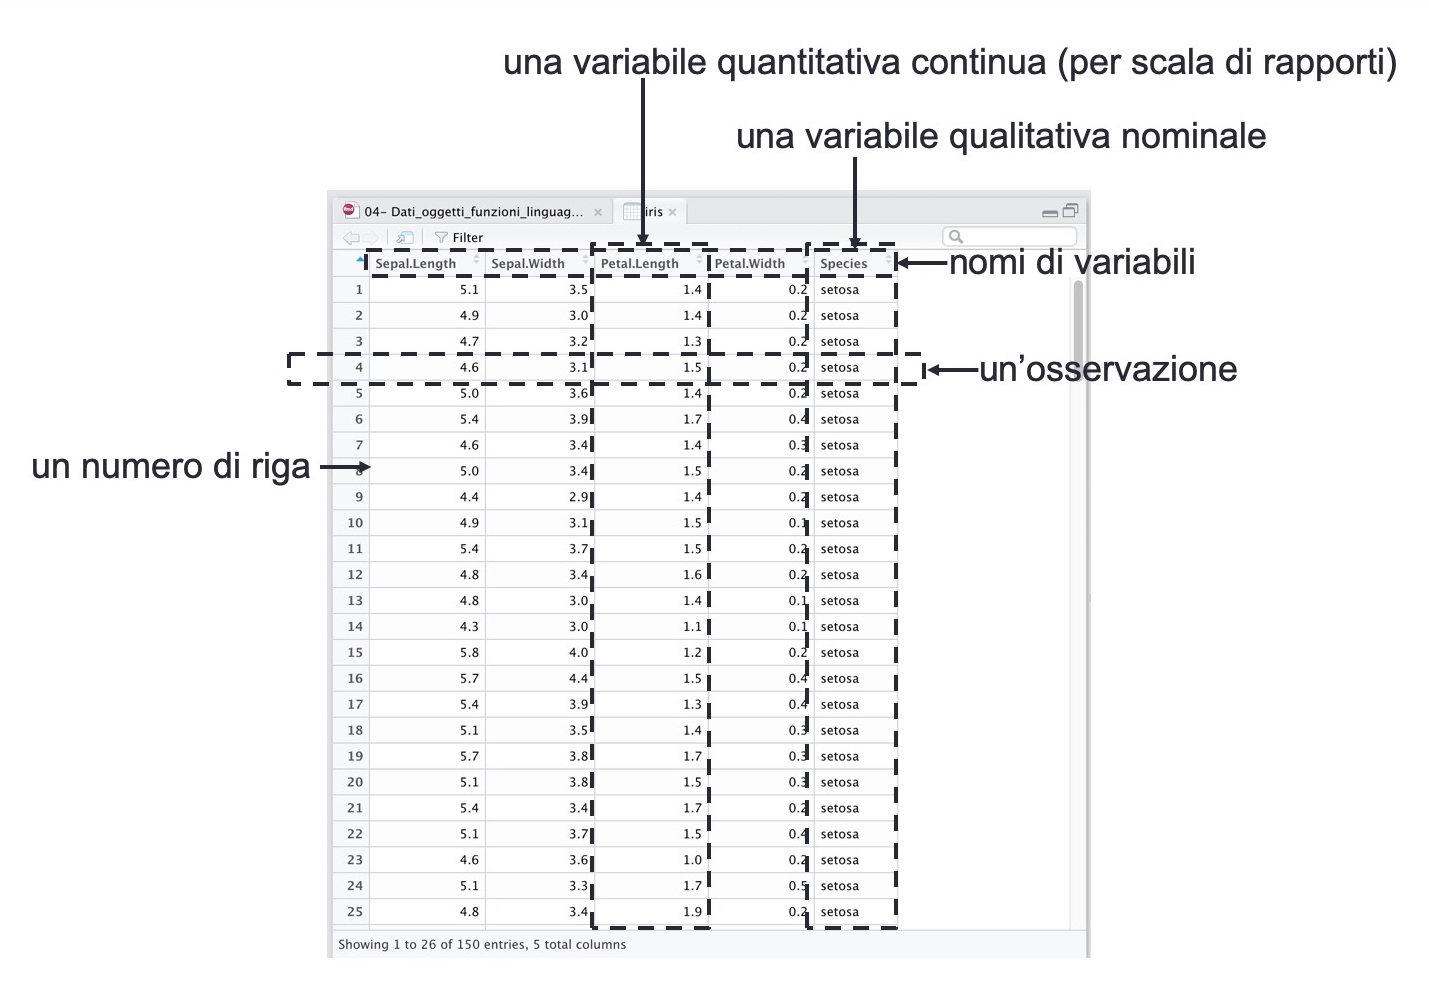 una variabile quantitativa continua (per scala di rapporti)
una variabile qualitativa nominale
04- Dati_oggetti_funzioni_linguag... × iris ×
Filter
nomi di variabili
Sepal.Length Sepal.Width Petal.Length Petal.Width Species
1 5.1 3.5 1.4 0.2 setosa
2 4.9 3.0 1.4 0.2 setosa
3 4.7 3.2 1.3 0.2 setosa
4 4.6 3.1 1.5 0.2 setosa
un’osservazione
5 5.0 3.6 1.4 0.2 setosa
6 5.4 3.9 1.7 0.4 setosa
7 4.6 3.4 1.4 0.3 setosa
un numero di riga
8 5.0 3.4 1.5 0.2 setosa
9 4.4 2.9 1.4 0.2 setosa
10 4.9 3.1 1.5 0.1 setosa
11 5.4 3.7 1.5 0.2 setosa
12 4.8 3.4 1.6 0.2 setosa
13 4.8 3.0 1.4 0.1 setosa
14 4.3 3.0 1.1 0.1 setosa
15 5.8 4.0 1.2 0.2 setosa
16 5.7 4.4 1.5 0.4 setosa
17 5.4 3.9 1.3 0.4 setosa
18 5.1 3.5 1.4 0.3 setosa
19 5.7 3.8 1.7 0.3 setosa
20 5.1 3.8 1.5 0.3 setosa
21 5.4 3.4 1.7 0.2 setosa
22 5.1 3.7 1.5 0.4 setosa
23 4.6 3.6 1.0 0.2 setosa
24 5.1 3.3 1.7 0.5 setosa
25 4.8 3.4 1.9 0.2 setosa
Showing 1 to 26 of 150 entries, 5 total columns